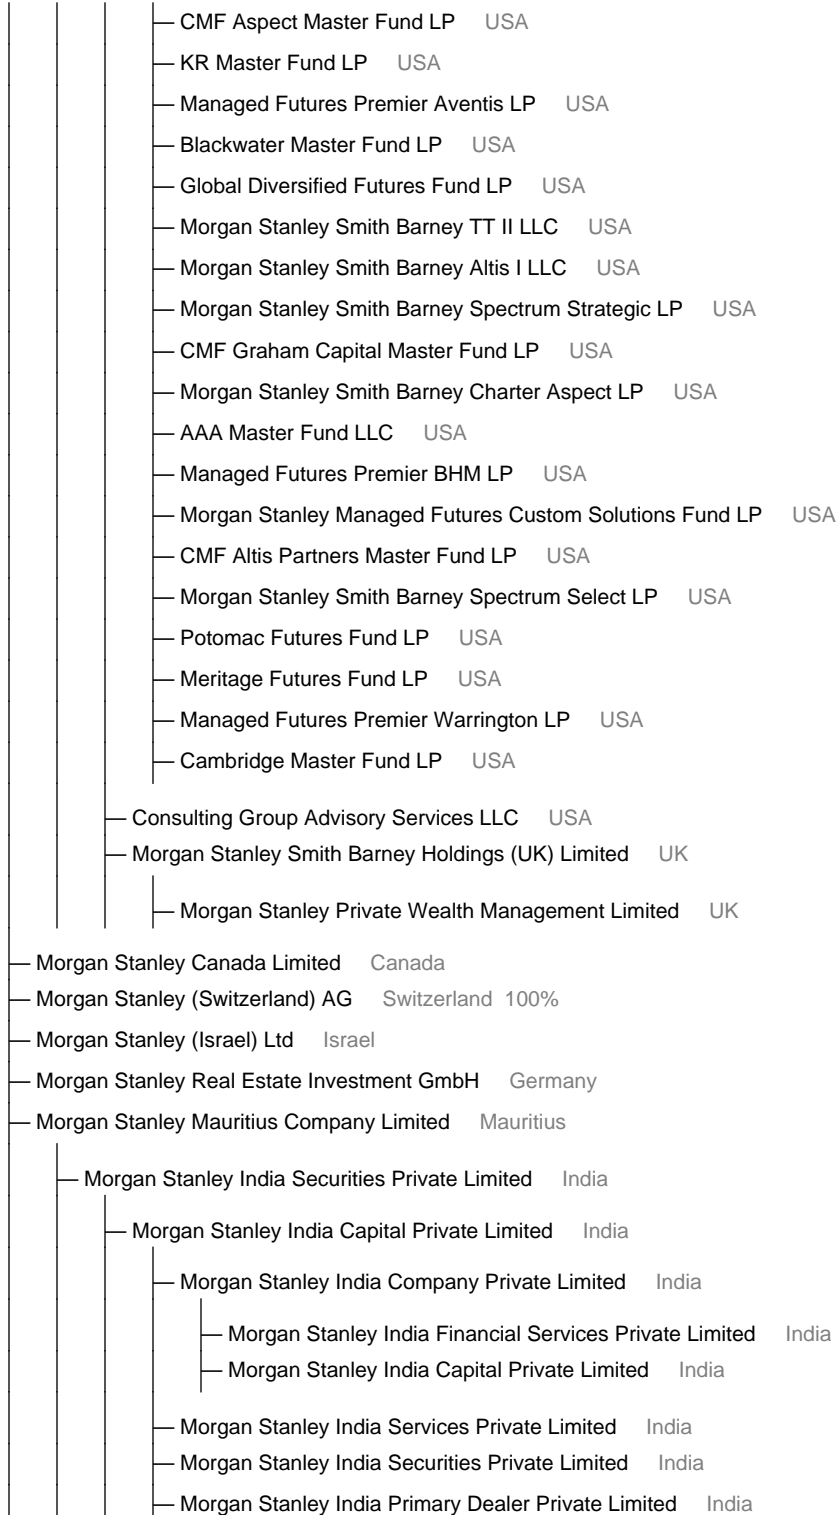 CMF Aspect Master Fund LP USA
KR Master Fund LP USA
Managed Futures Premier Aventis LP USA
Blackwater Master Fund LP USA
Global Diversified Futures Fund LP USA
Morgan Stanley Smith Barney TT II LLC USA
Morgan Stanley Smith Barney Altis I LLC USA
Morgan Stanley Smith Barney Spectrum Strategic LP USA
CMF Graham Capital Master Fund LP USA
Morgan Stanley Smith Barney Charter Aspect LP USA
AAA Master Fund LLC USA
Managed Futures Premier BHM LP USA
Morgan Stanley Managed Futures Custom Solutions Fund LP USA
CMF Altis Partners Master Fund LP USA
Morgan Stanley Smith Barney Spectrum Select LP USA
Potomac Futures Fund LP USA
Meritage Futures Fund LP USA
Managed Futures Premier Warrington LP USA
Cambridge Master Fund LP USA
Consulting Group Advisory Services LLC USA
Morgan Stanley Smith Barney Holdings (UK) Limited UK
Morgan Stanley Private Wealth Management Limited UK
Morgan Stanley Canada Limited Canada
Morgan Stanley (Switzerland) AG Switzerland 100%
Morgan Stanley (Israel) Ltd Israel
Morgan Stanley Real Estate Investment GmbH Germany
Morgan Stanley Mauritius Company Limited Mauritius
Morgan Stanley India Securities Private Limited India
Morgan Stanley India Capital Private Limited India
Morgan Stanley India Company Private Limited India
Morgan Stanley India Financial Services Private Limited India
Morgan Stanley India Capital Private Limited India
Morgan Stanley India Services Private Limited India
Morgan Stanley India Securities Private Limited India
Morgan Stanley India Primary Dealer Private Limited India